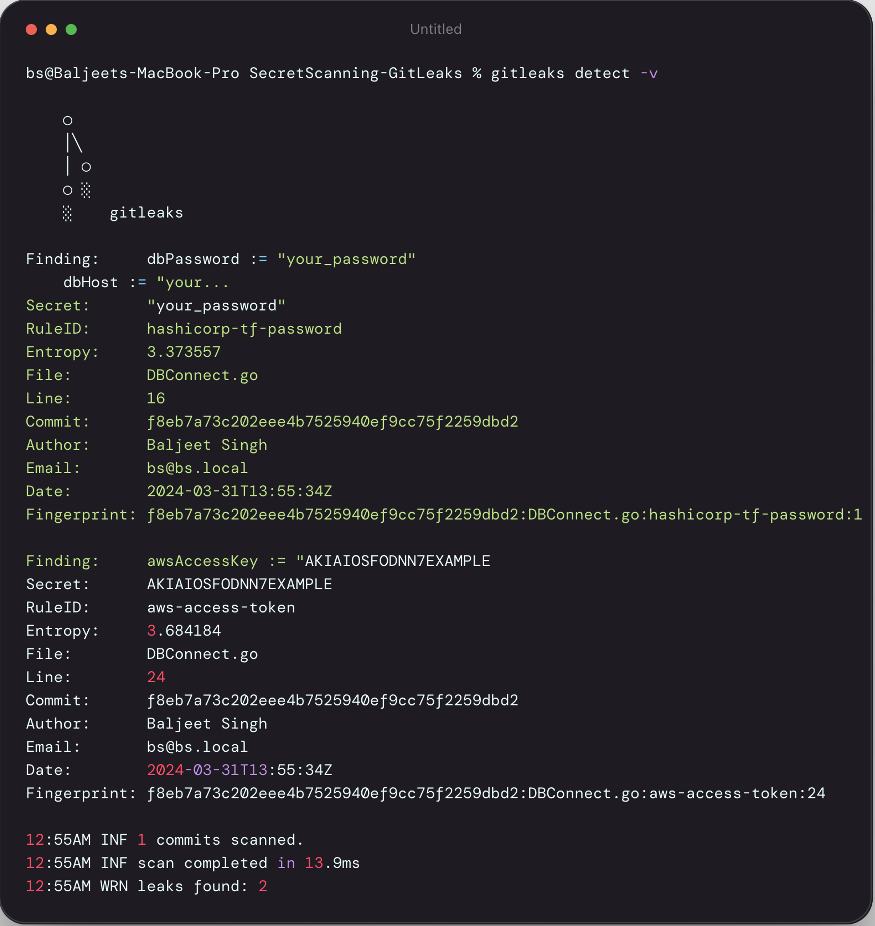 Untitled
bs@Baljeets-MacBook-Pro SecretScanning-GitLeaks % gitleaks detect -v
○
│╲
│ ○
○ ░
░    gitleaks
Finding:     dbPassword := "your_password"
    dbHost := "your...
Secret:      "your_password"
RuleID:      hashicorp-tf-password
Entropy:     3.373557
File:        DBConnect.go
Line:        16
Commit:      f8eb7a73c202eee4b7525940ef9cc75f2259dbd2
Author:      Baljeet Singh
Email:       bs@bs.local
Date:        2024-03-31T13:55:34Z
Fingerprint: f8eb7a73c202eee4b7525940ef9cc75f2259dbd2:DBConnect.go:hashicorp-tf-password:1
Finding:     awsAccessKey := "AKIAIOSFODNN7EXAMPLE
Secret:      AKIAIOSFODNN7EXAMPLE
RuleID:      aws-access-token
Entropy:     3.684184
File:        DBConnect.go
Line:        24
Commit:      f8eb7a73c202eee4b7525940ef9cc75f2259dbd2
Author:      Baljeet Singh
Email:       bs@bs.local
Date:        2024-03-31T13:55:34Z
Fingerprint: f8eb7a73c202eee4b7525940ef9cc75f2259dbd2:DBConnect.go:aws-access-token:24
12:55AM INF 1 commits scanned.
12:55AM INF scan completed in 13.9ms
12:55AM WRN leaks found: 2